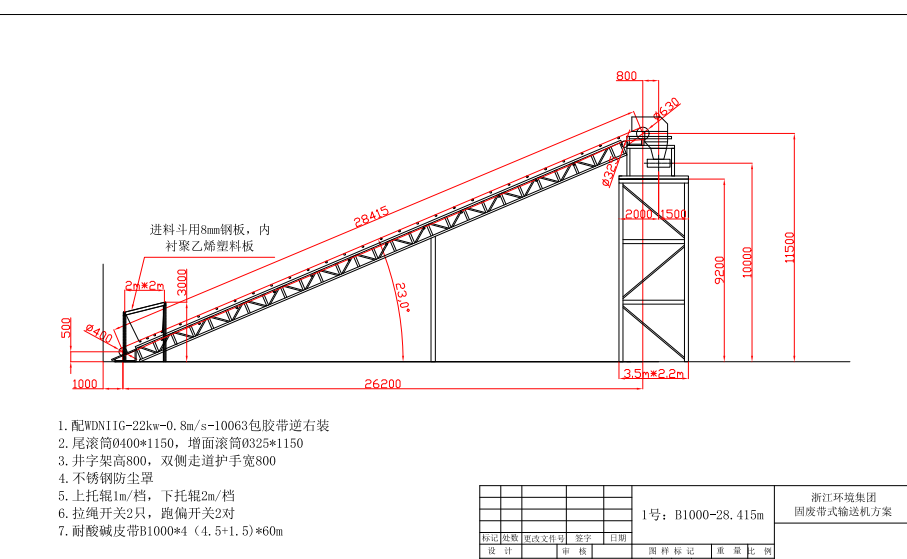 800
Ø630
Ø325
28415
2000
1500
进料斗用8mm钢板，内
衬聚乙烯塑料板
9200
10000
11500
2m*2m
3000
23.0°
500
Ø400
3.5m*2.2m
1000
26200
1.配WDNIIG-22kw-0.8m/s-10063包胶带逆右装
2.尾滚筒Ø400*1150，增面滚筒Ø325*1150
3.井字架高800，双侧走道护手宽800
4.不锈钢防尘罩
5.上托辊1m/档，下托辊2m/档
6.拉绳开关2只，跑偏开关2对
7.耐酸碱皮带B1000*4（4.5+1.5)*60m
1号：B1000-28.415m
浙江环境集团
固废带式输送机方案
标记 处数 更改文件号 签字 日期
设 计 审 核 图 样 标 记 重 量 比 例